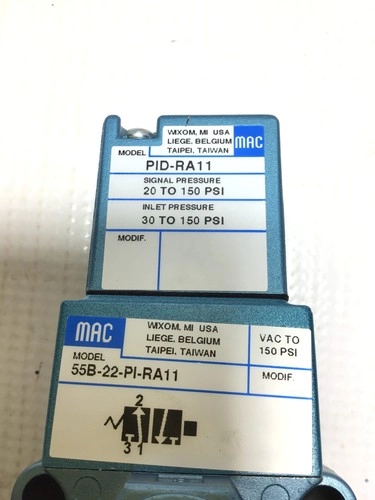 WIXOM, MI USA
LIEGE, BELGIUM
TAIPEI, TAIWAN
MAC
MODEL
PID-RA11
SIGNAL PRESSURE
20 TO 150 PSI
INLET PRESSURE
30 TO 150 PSI
MODIF.
MAC
WIXOM, MI USA
LIEGE, BELGIUM
TAIPEI, TAIWAN
VAC TO
150 PSI
MODEL
55B-22-PI-RA11
MODIF.
2
3 1